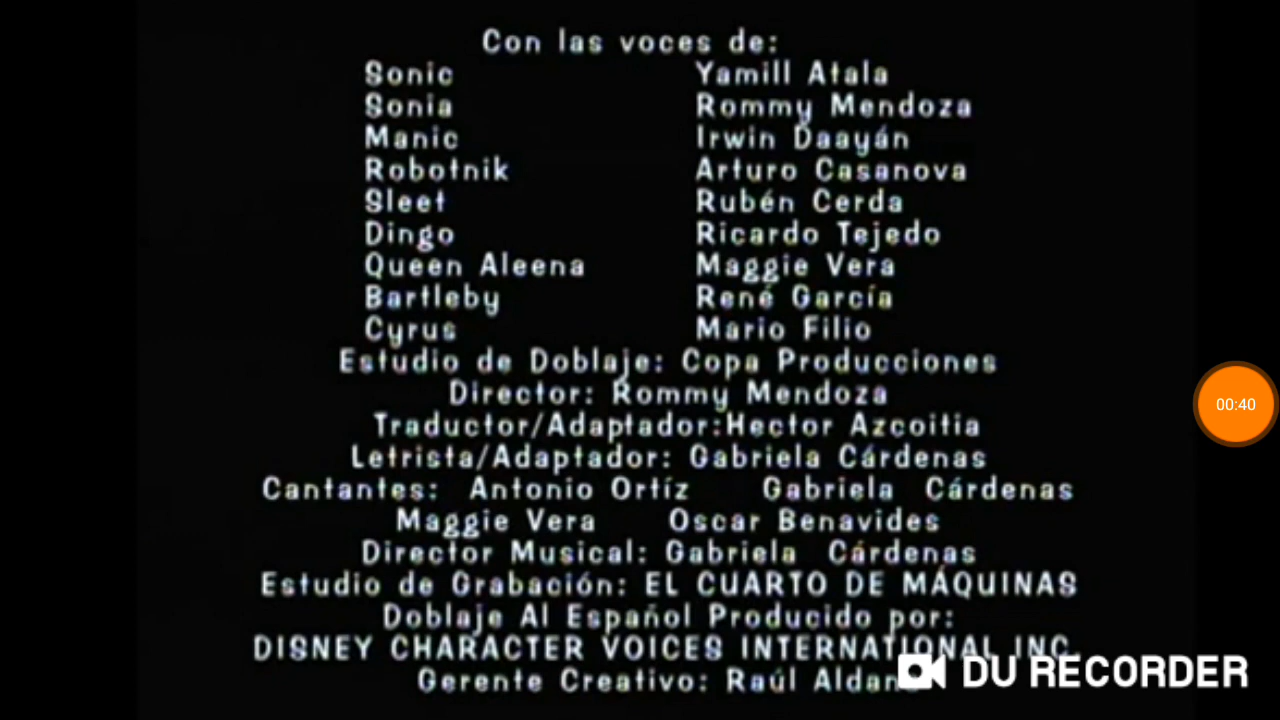 Con las voces de:
Sonic Yamill Atala
Sonia Rommy Mendoza
Manic Irwin Daayán
Robotnik Arturo Casanova
Sleet Rubén Cerda
Dingo Ricardo Tejedo
Queen Aleena Maggie Vera
Bartleby René García
Cyrus Mario Filio
Estudio de Doblaje: Copa Producciones
Director: Rommy Mendoza
Traductor/Adaptador:Hector Azcoitia
Letrista/Adaptador: Gabriela Cárdenas
Cantantes: Antonio Ortíz Gabriela Cárdenas
Maggie Vera Oscar Benavides
Director Musical: Gabriela Cárdenas
Estudio de Grabación: EL CUARTO DE MÁQUINAS
Doblaje Al Español Producido por:
DISNEY CHARACTER VOICES INTERNATIONAL INC.
Gerente Creativo: Raúl
00:40
DU RECORDER